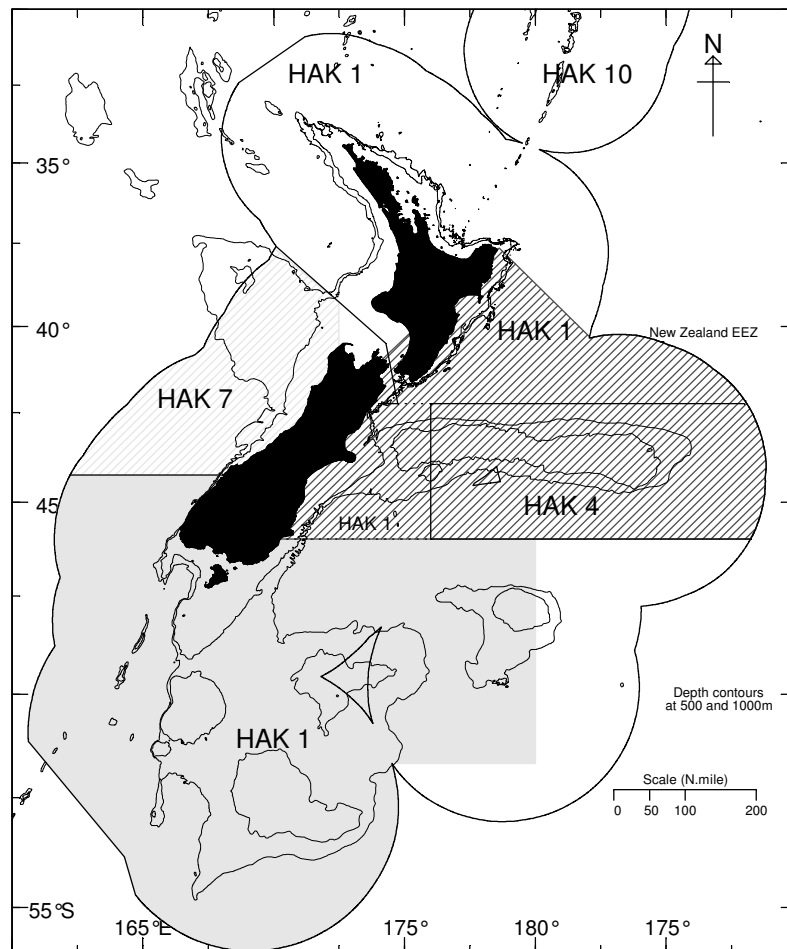 HAK 1
HAK 10
N
35°
40°
HAK 1
New Zealand EEZ
HAK 7
45°
HAK 4
HAK 1
Depth contours
at 500 and 1000m
HAK 1
Scale (N.mile)
0 50 100 200
55°S
165°E 175° 180° 175°